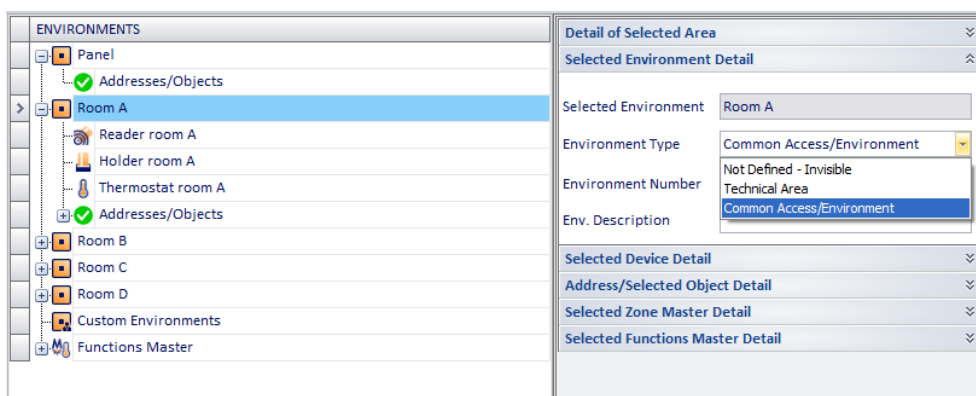 ENVIRONMENTS
Panel
Addresses/Objects
Room A
Reader room A
Holder room A
Thermostat room A
Addresses/Objects
Room B
Room C
Room D
Custom Environments
Functions Master
Detail of Selected Area
Selected Environment Detail
Selected Environment Room A
Environment Type Common Access/Environment
Not Defined - Invisible
Technical Area
Common Access/Environment
Environment Number
Env. Description
Selected Device Detail
Address/Selected Object Detail
Selected Zone Master Detail
Selected Functions Master Detail